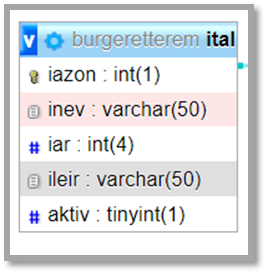 v burgeretterem ital
iazon : int(1)
inev : varchar(50)
# iar : int(4)
ileir : varchar(50)
# aktiv : tinyint(1)